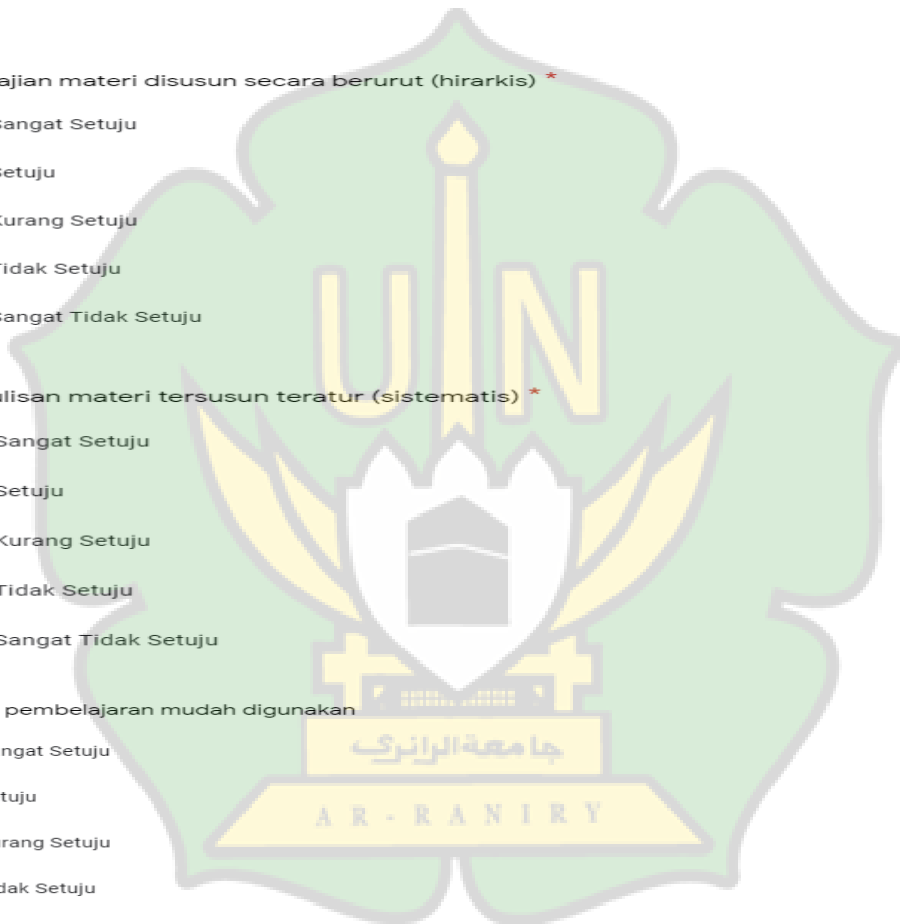 ajian materi disusun secara berurut (hirarkis) *
Sangat Setuju
Setuju
Kurang Setuju
Tidak Setuju
Sangat Tidak Setuju
UIN
ulisan materi tersusun teratur (sistematis) *
Sangat Setuju
Setuju
Kurang Setuju
Tidak Setuju
Sangat Tidak Setuju
pembelajaran mudah digunakan
ngat Setuju
جامعة الرانري
tuju
AR-RANIRY
rang Setuju
dak Setuju